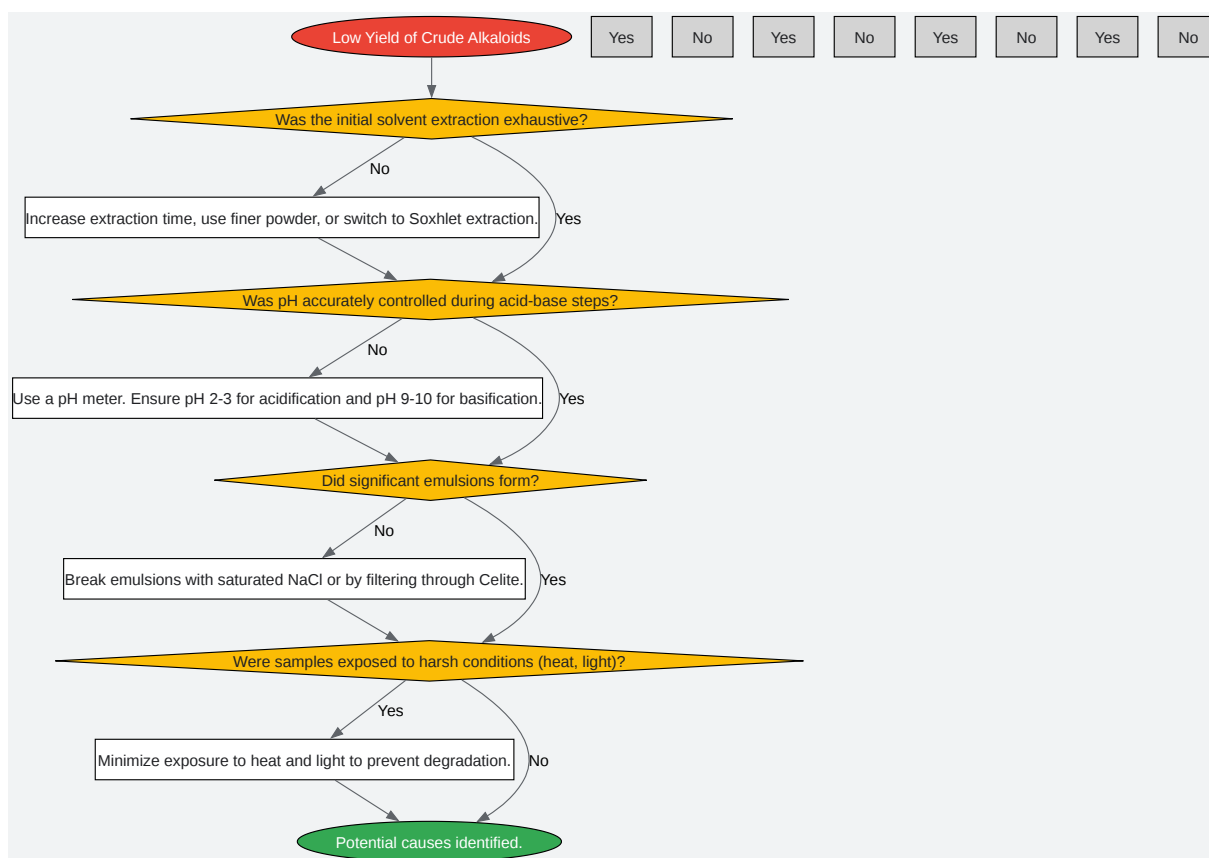 Low Yield of Crude Alkaloids
Yes
No
Yes
No
Yes
No
Yes
No
Was the initial solvent extraction exhaustive?
No
Increase extraction time, use finer powder, or switch to Soxhlet extraction.
Yes
Was pH accurately controlled during acid-base steps?
No
Use a pH meter. Ensure pH 2-3 for acidification and pH 9-10 for basification.
Yes
Did significant emulsions form?
No
Break emulsions with saturated NaCl or by filtering through Celite.
Yes
Were samples exposed to harsh conditions (heat, light)?
Yes
Minimize exposure to heat and light to prevent degradation.
No
Potential causes identified.